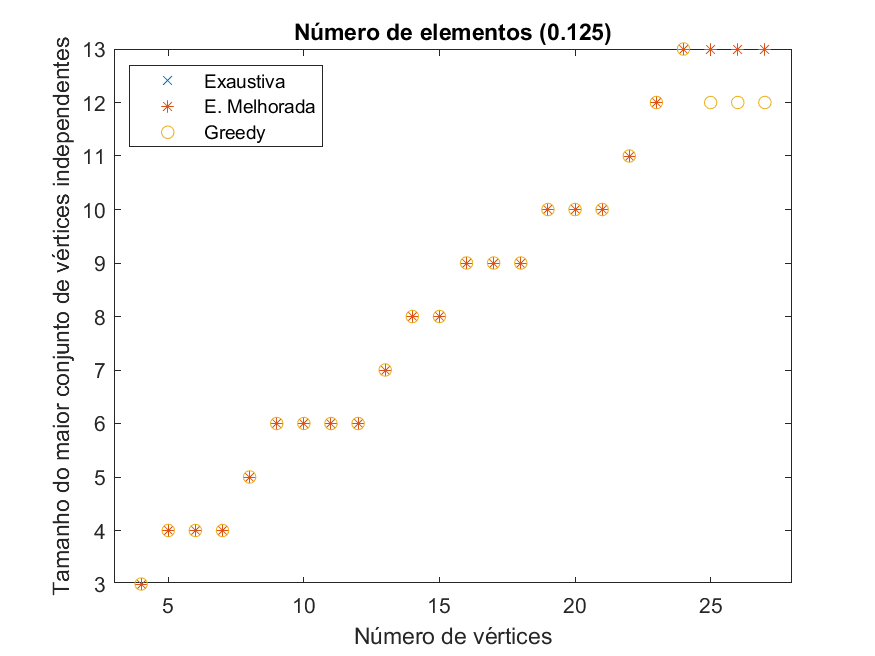 Número de elementos (0.125)
Exaustiva
E. Melhorada
Greedy
Tamanho do maior conjunto de vértices independentes
13
12
11
10
9
8
7
6
5
4
3
5 10 15 20 25
Número de vértices